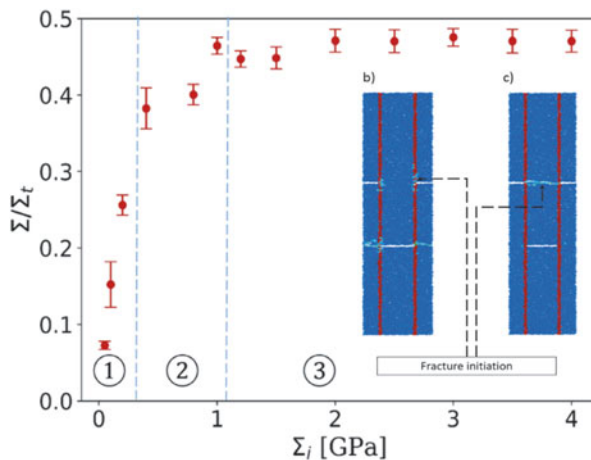 0.5
0.4
0.3
0.2
0.1
0.0
Σ/Σt
b)
c)
Fracture initiation
① ② ③
0 1 2 3 4
Σi [GPa]